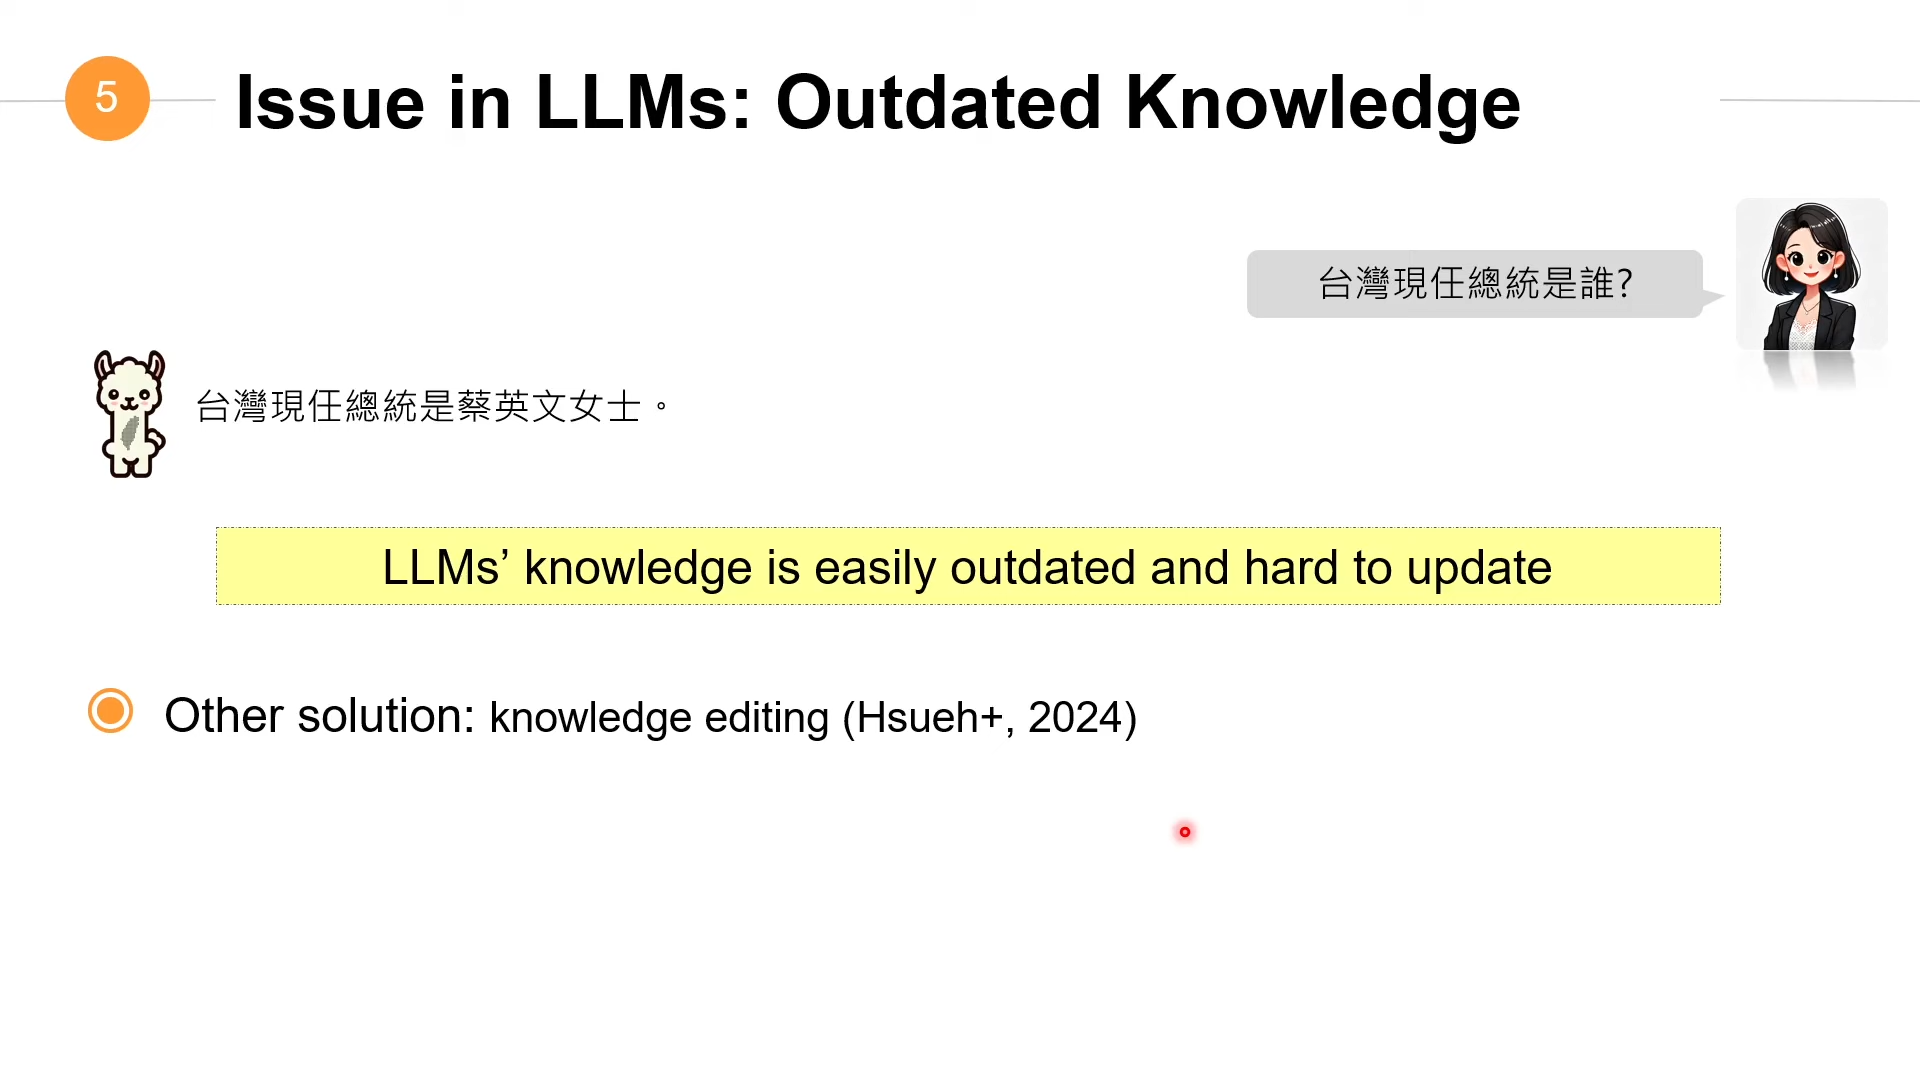 5
Issue in LLMs: Outdated Knowledge
台灣現任總統是誰?
台灣現任總統是蔡英文女士。
LLMs’ knowledge is easily outdated and hard to update
Other solution: knowledge editing (Hsueh+, 2024)